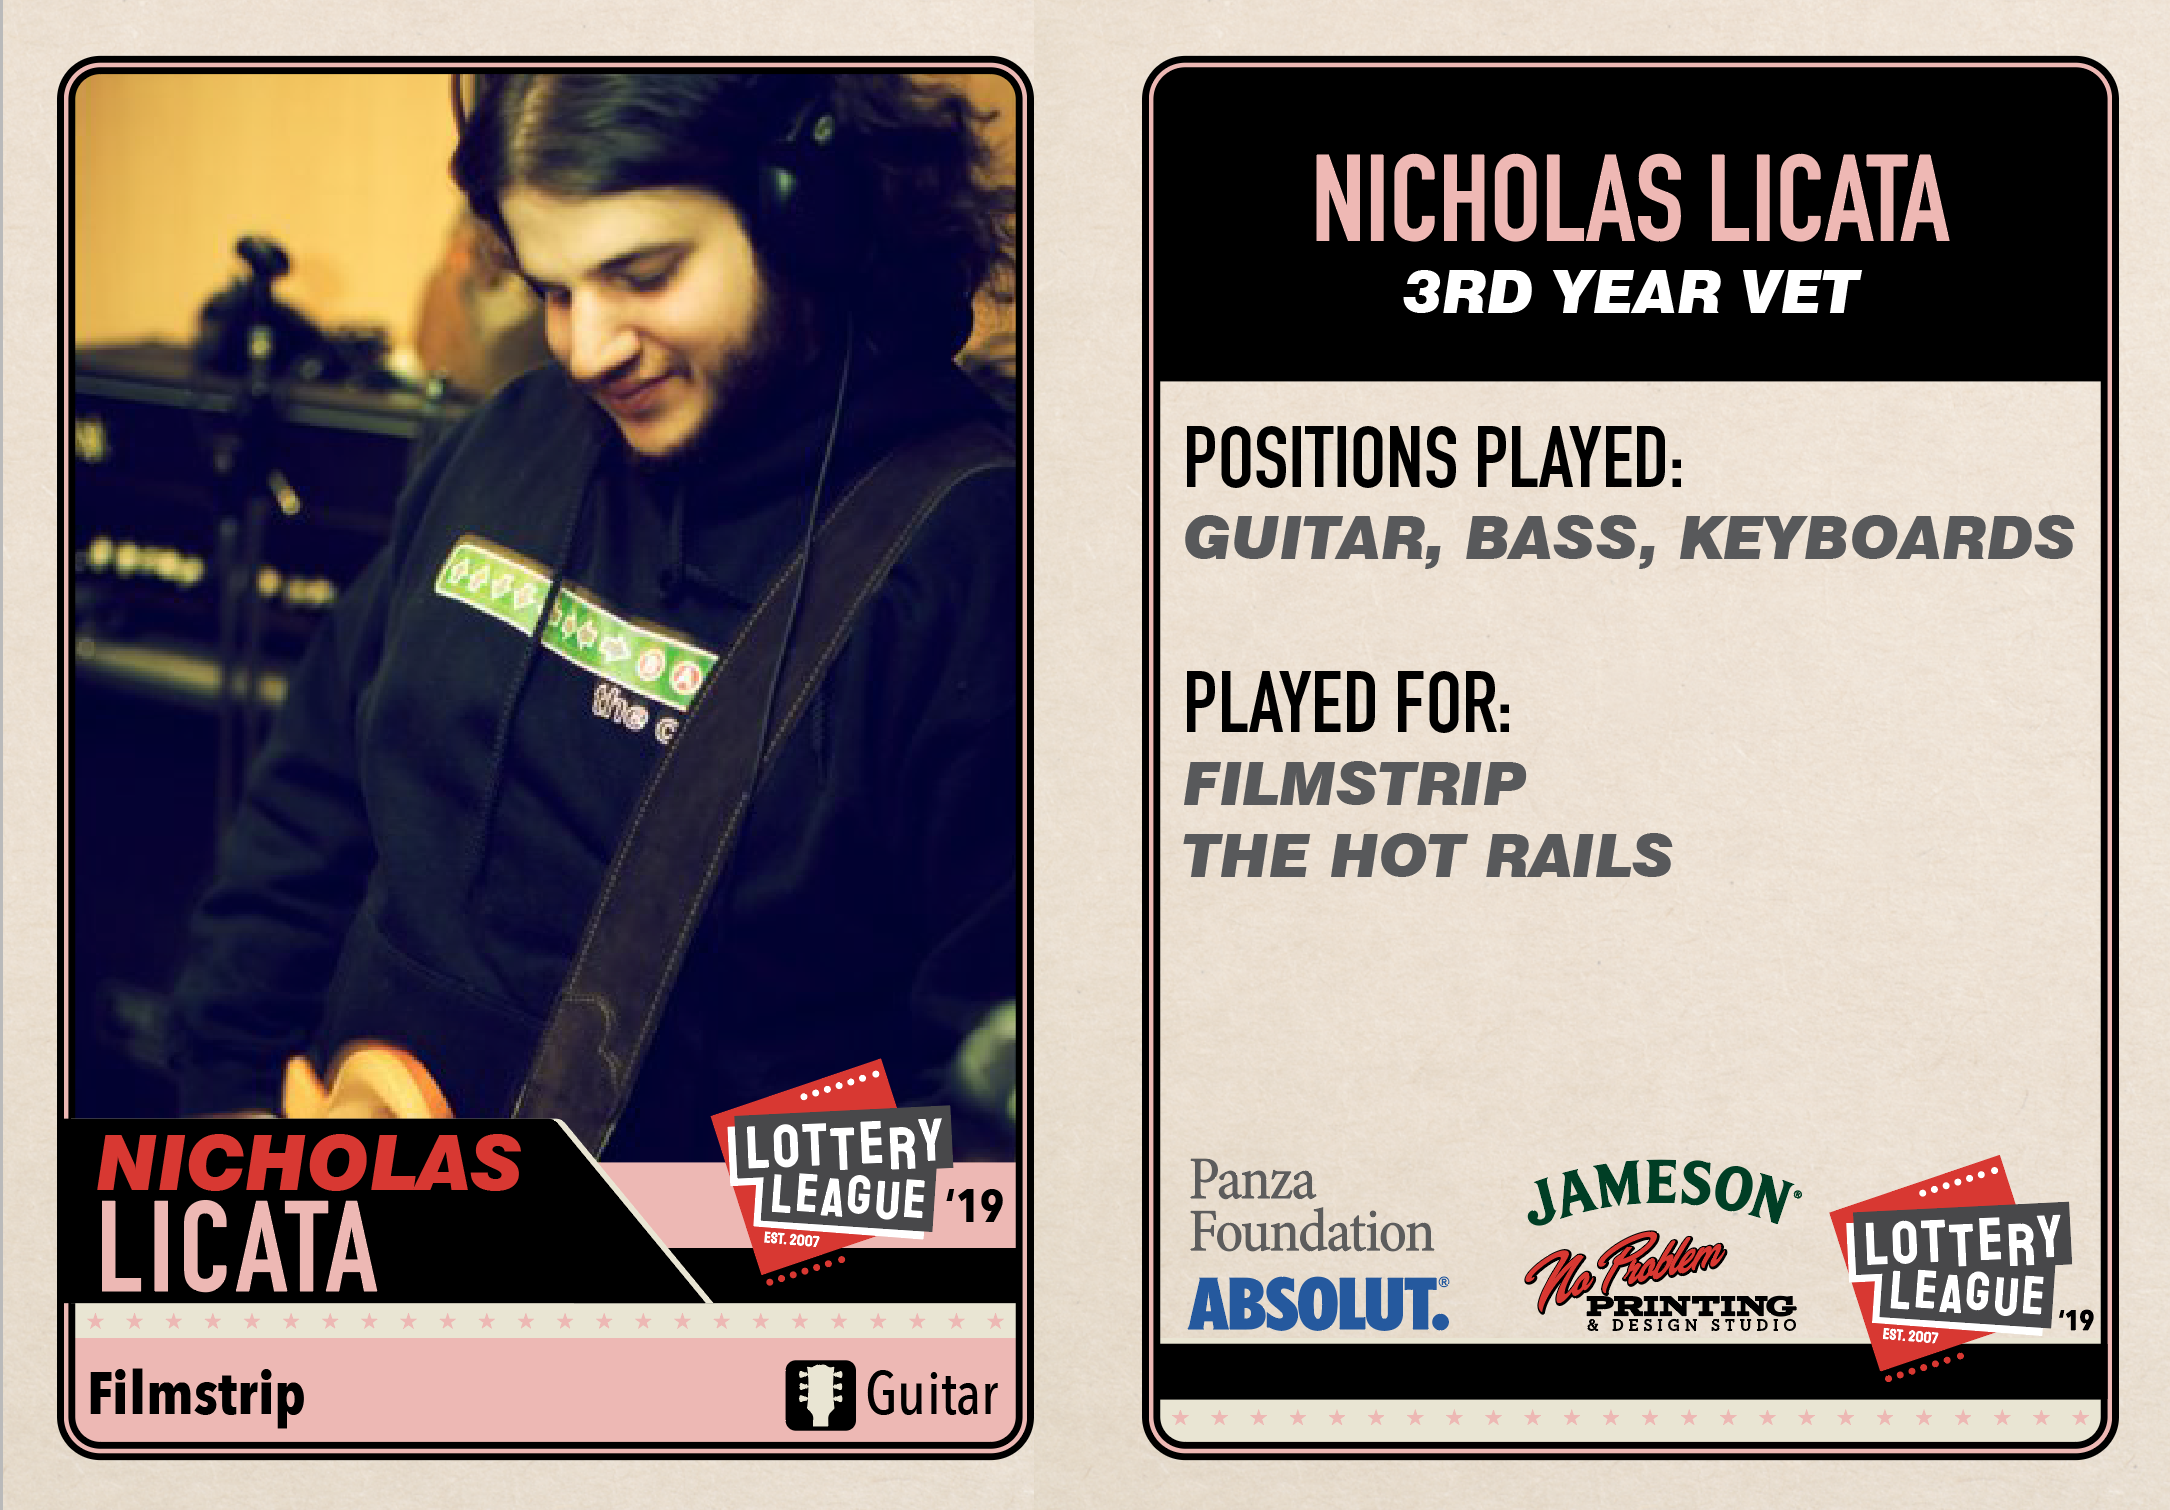 B A
the
NICHOLAS
LICATA
LOTTERY
LEAGUE
'19
EST. 2007
Filmstrip
Guitar
NICHOLAS LICATA
3RD YEAR VET
POSITIONS PLAYED:
GUITAR, BASS, KEYBOARDS
PLAYED FOR:
FILMSTRIP
THE HOT RAILS
Panza
Foundation
ABSOLUT.®
JAMESON®
No Problem
PRINTING
& DESIGN STUDIO
LOTTERY
LEAGUE
'19
EST. 2007